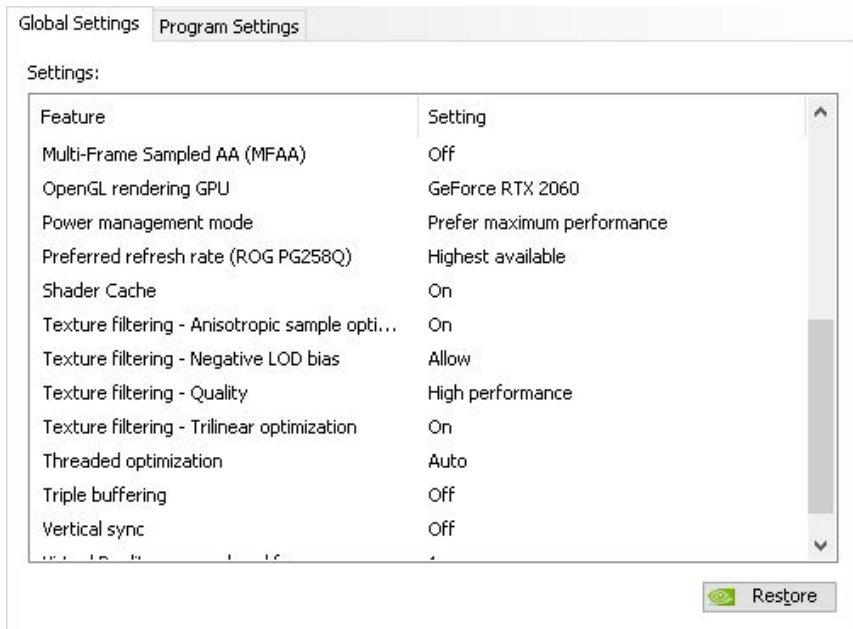 Global Settings Program Settings
Settings:
Feature Setting
Multi-Frame Sampled AA (MFAA) Off
OpenGL rendering GPU GeForce RTX 2060
Power management mode Prefer maximum performance
Preferred refresh rate (ROG PG258Q) Highest available
Shader Cache On
Texture filtering - Anisotropic sample opti... On
Texture filtering - Negative LOD bias Allow
Texture filtering - Quality High performance
Texture filtering - Trilinear optimization On
Threaded optimization Auto
Triple buffering Off
Vertical sync Off
Restore